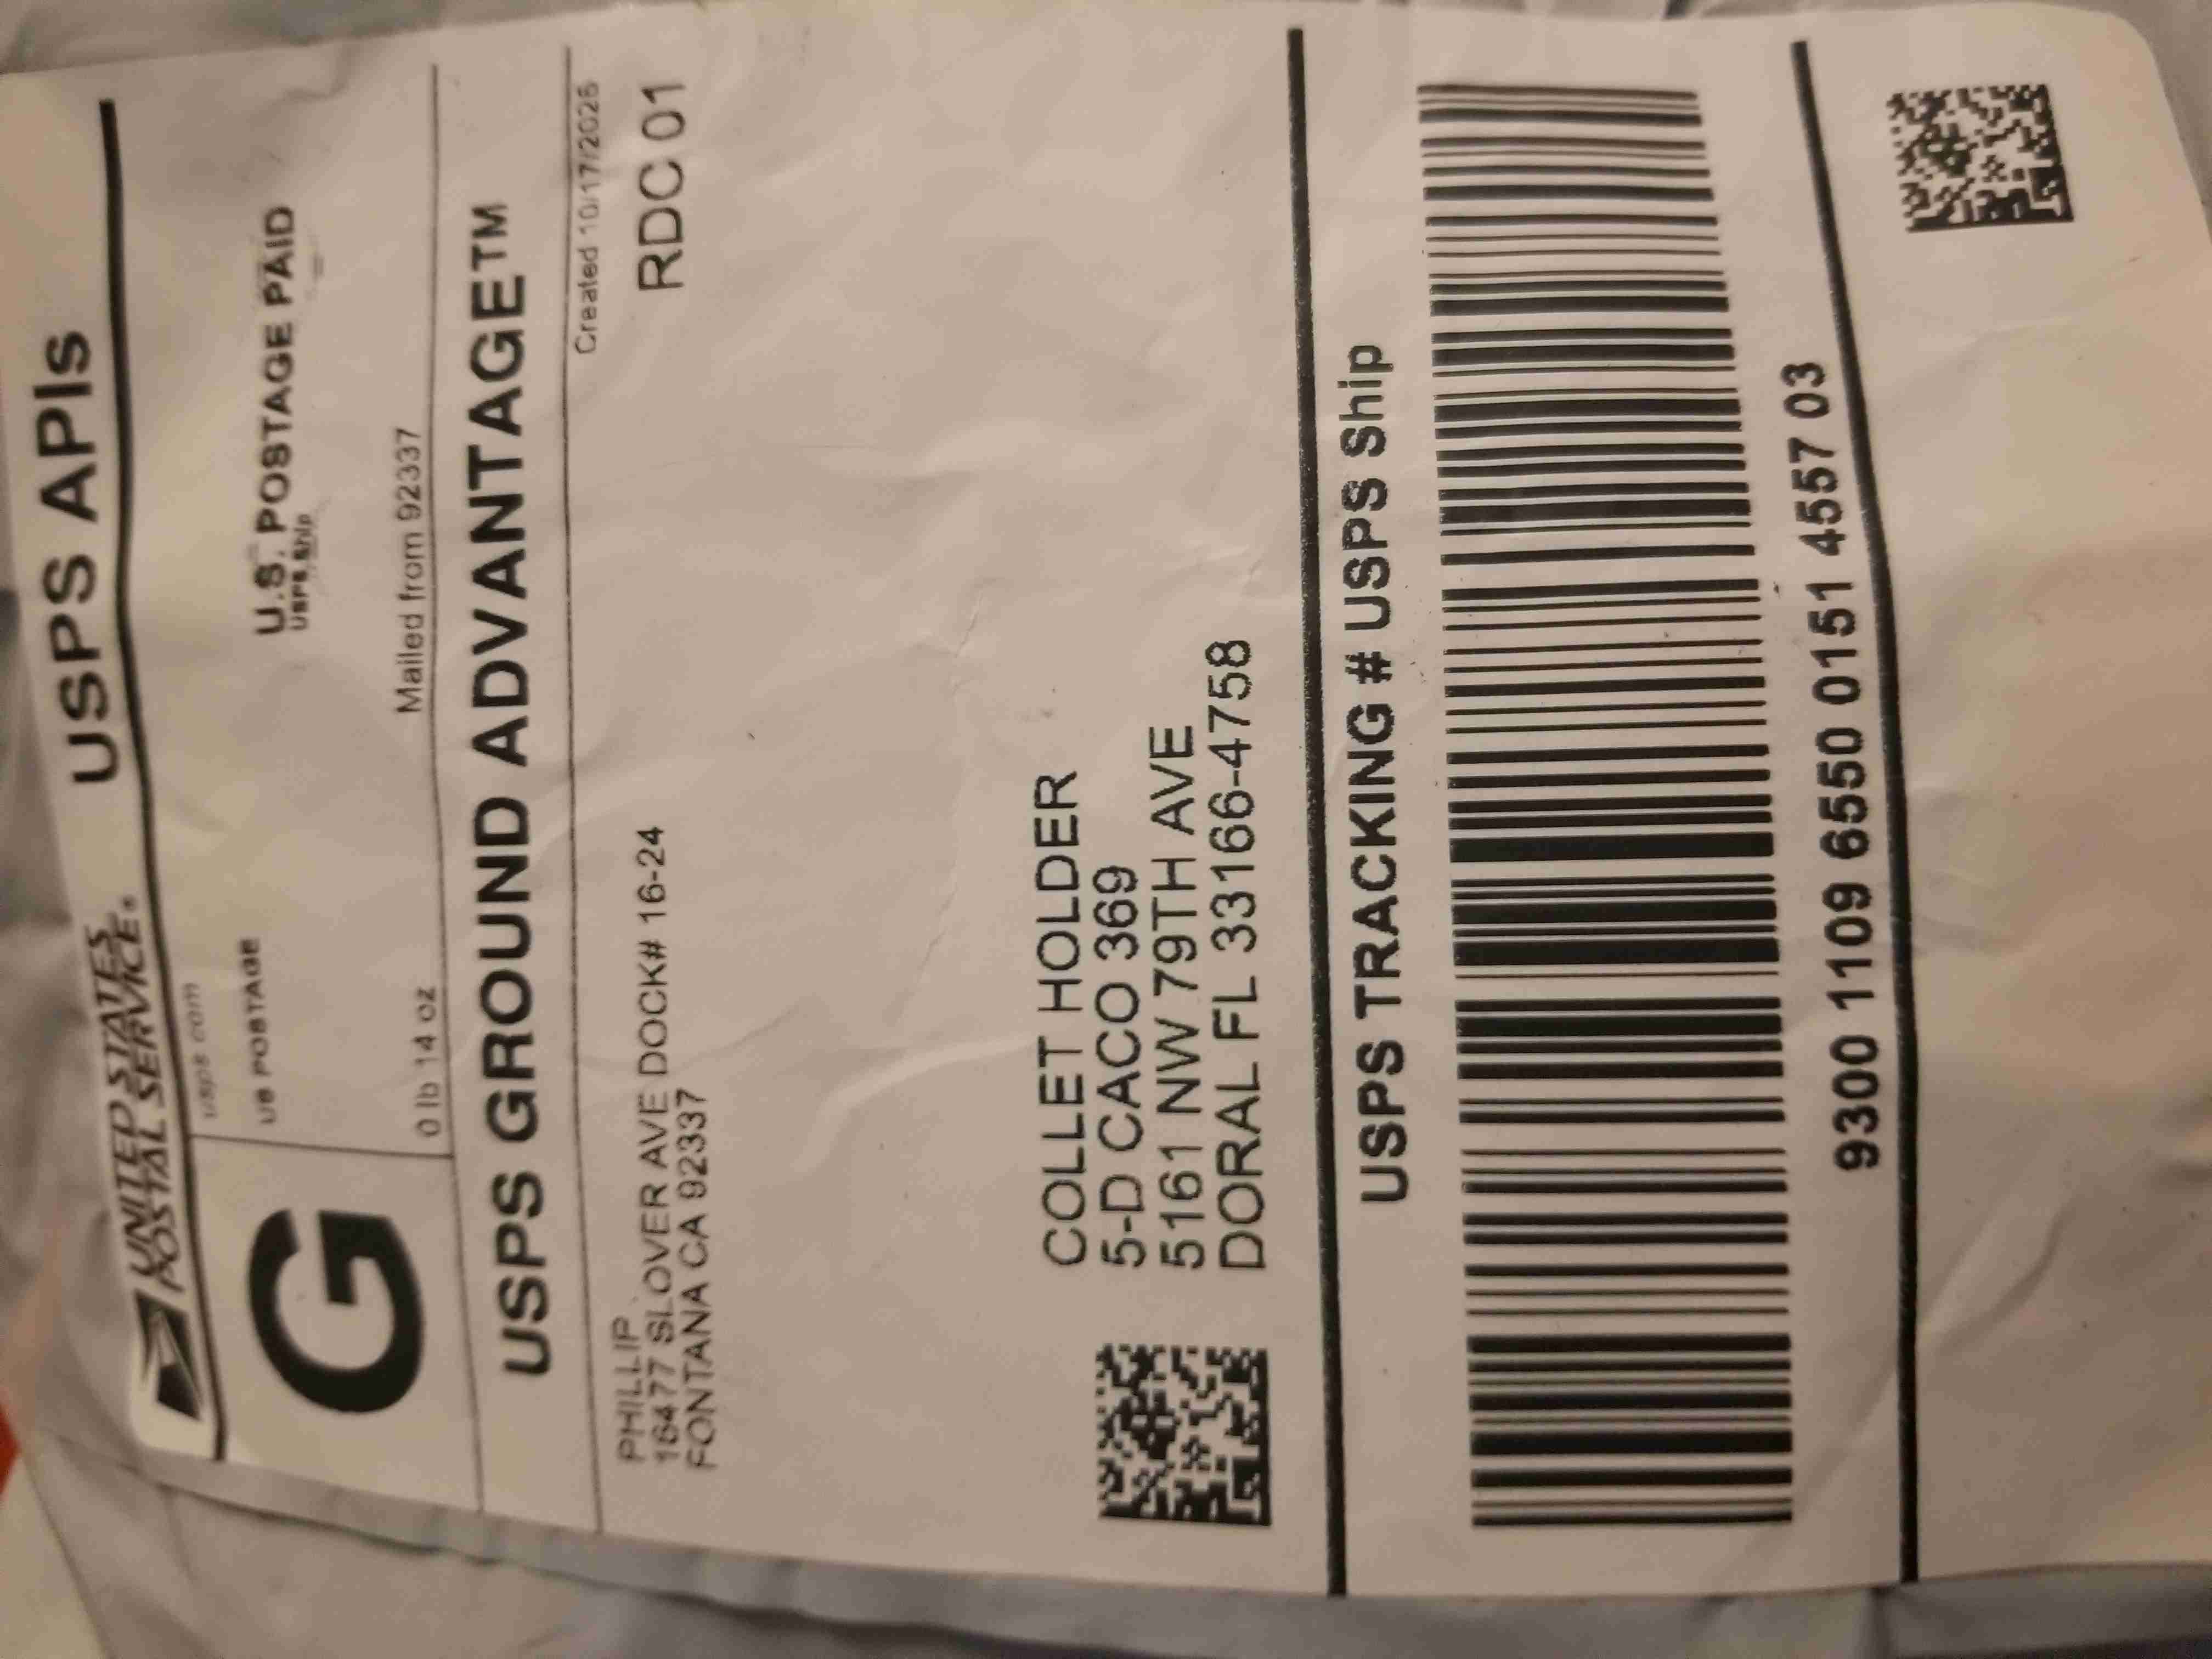 USPS APIs
UNITED STATES
POSTAL SERVICE®
usps.com
US POSTAGE
U.S. POSTAGE PAID
USPS Ship
G
0 lb 14 oz
Mailed from 92337
USPS GROUND ADVANTAGE™
Created 10/17/2025
RDC 01
PHILLIP
16477 SLOVER AVE DOCK# 16-24
FONTANA CA 92337
COLLET HOLDER
5-D CACO 369
5161 NW 79TH AVE
DORAL FL 33166-4758
USPS TRACKING # USPS Ship
9300 1109 6550 0151 4557 03